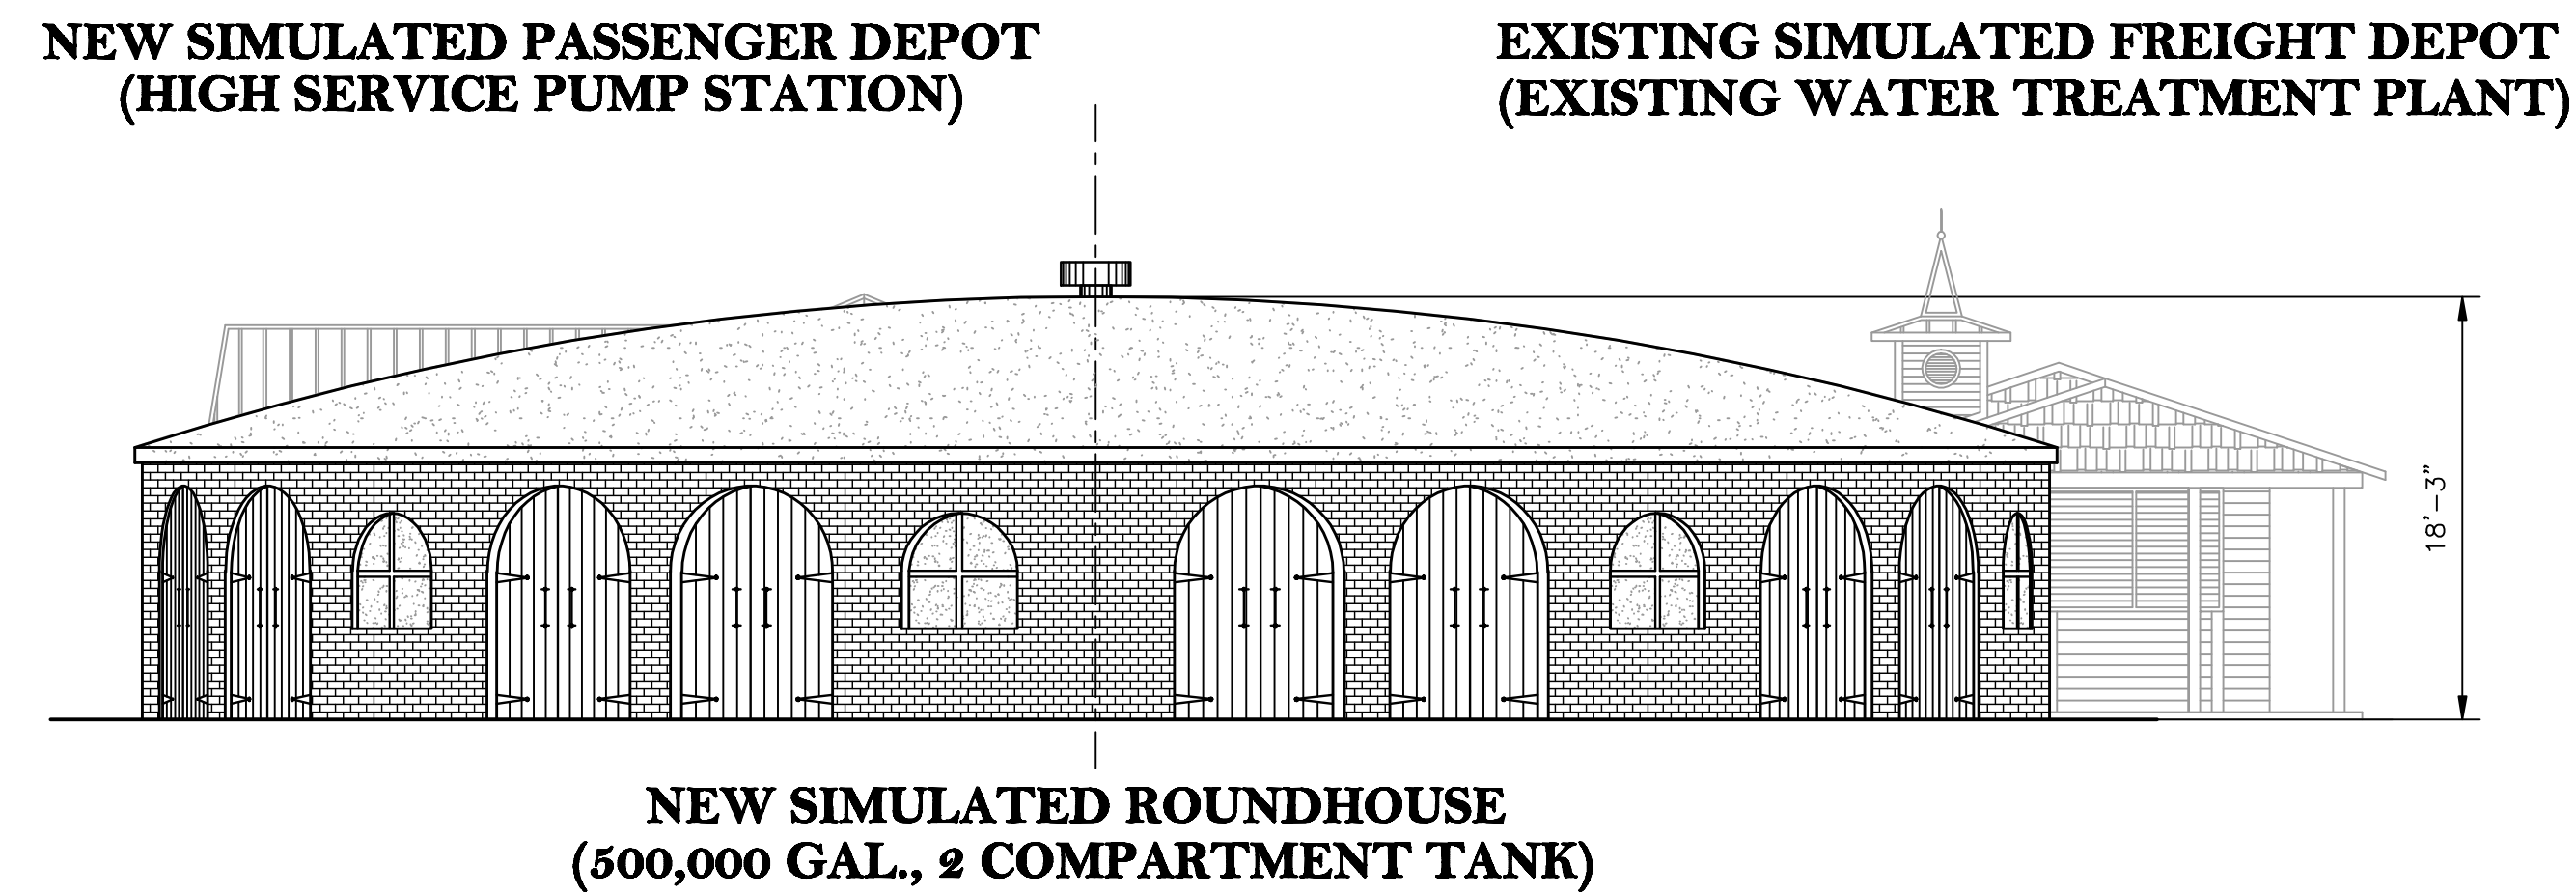 NEW SIMULATED PASSENGER DEPOT
(HIGH SERVICE PUMP STATION)
EXISTING SIMULATED FREIGHT DEPOT
(EXISTING WATER TREATMENT PLANT)
18'-3"
NEW SIMULATED ROUNDHOUSE
(500,000 GAL., 2 COMPARTMENT TANK)